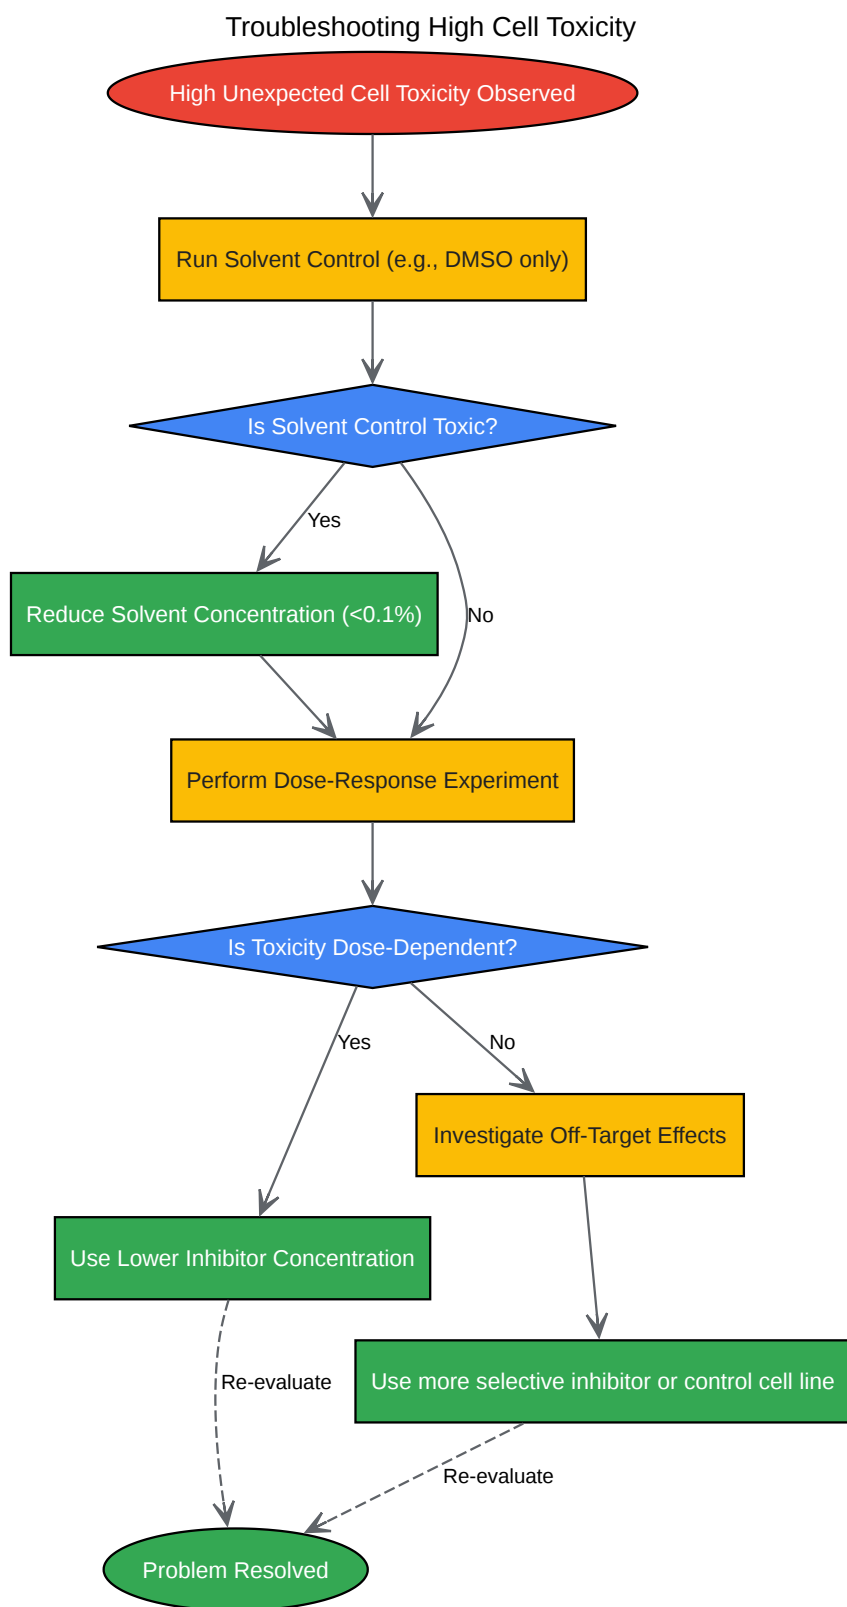 Troubleshooting High Cell Toxicity
High Unexpected Cell Toxicity Observed
Run Solvent Control (e.g., DMSO only)
Is Solvent Control Toxic?
Yes
Reduce Solvent Concentration (<0.1%)
No
Perform Dose-Response Experiment
Is Toxicity Dose-Dependent?
Yes
No
Investigate Off-Target Effects
Use Lower Inhibitor Concentration
Use more selective inhibitor or control cell line
Re-evaluate
Re-evaluate
Problem Resolved